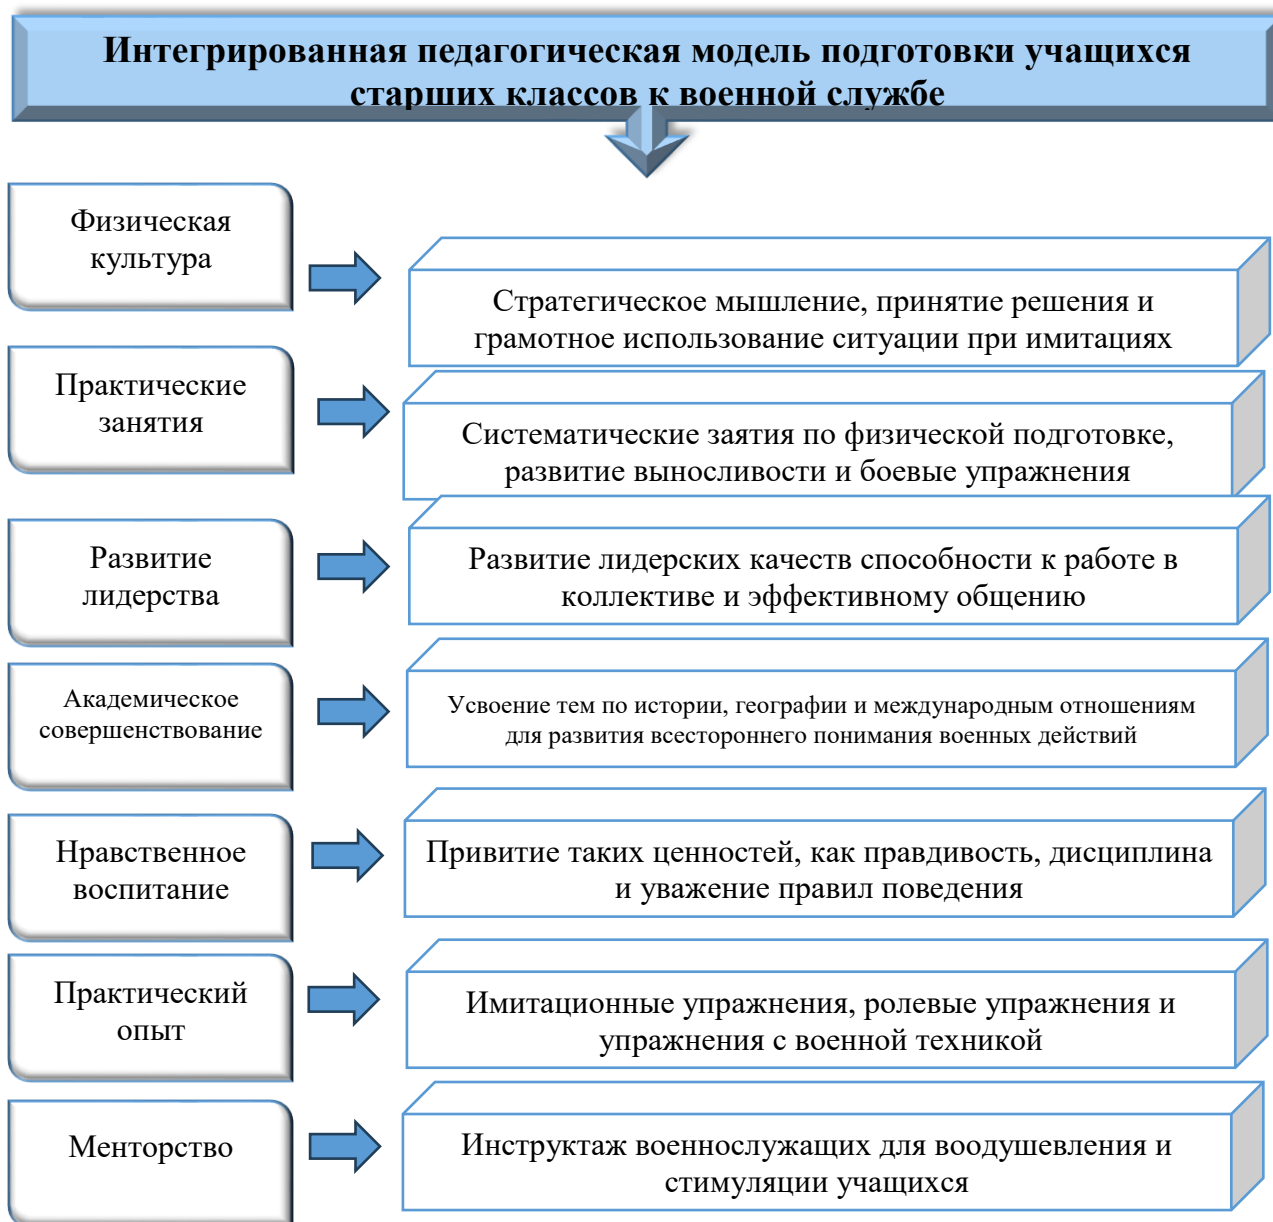 Интегрированная педагогическая модель подготовки учащихся
старших классов к военной службе
Физическая
культура
Стратегическое мышление, принятие решения и
грамотное использование ситуации при имитациях
Практические
занятия
Систематические заятия по физической подготовке,
развитие выносливости и боевые упражнения
Развитие
лидерства
Развитие лидерских качеств способности к работе в
коллективе и эффективному общению
Академическое
совершенствование
Усвоение тем по истории, географии и международным отношениям
для развития всестороннего понимания военных действий
Нравственное
воспитание
Привитие таких ценностей, как правдивость, дисциплина
и уважение правил поведения
Практический
опыт
Имитационные упражнения, ролевые упражнения и
упражнения с военной техникой
Менторство
Инструктаж военнослужащих для воодушевления и
стимуляции учащихся